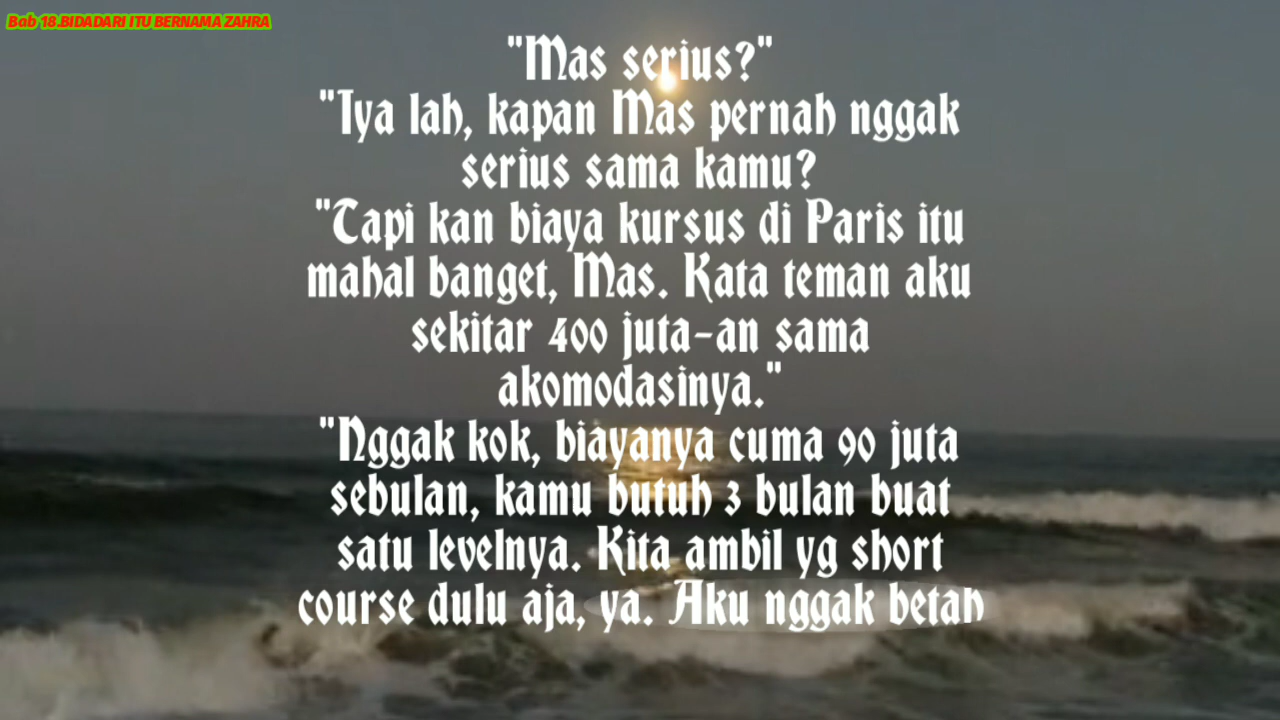 Bab 18.BIDADARI ITU BERNAMA ZAHRA
"Mas serius?"
"Iya lah, kapan Mas pernah nggak
serius sama kamu?
"Tapi kan biaya kursus di Paris itu
mahal banget, Mas. Kata teman aku
sekitar 400 juta-an sama
akomodasinya."
"Nggak kok, biayanya cuma 90 juta
sebulan, kamu butuh 3 bulan buat
satu levelnya. Kita ambil yg short
course dulu aja, ya. Aku nggak betah